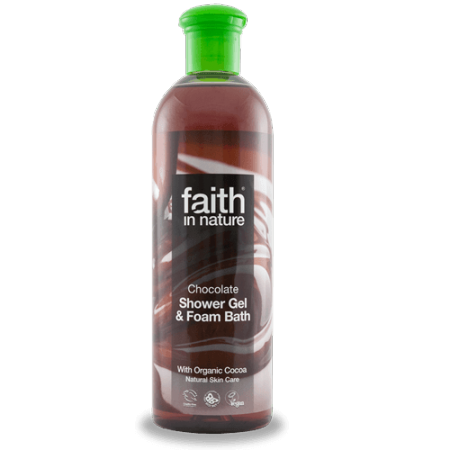 faith®
in nature
Chocolate
Shower Gel
& Foam Bath
With Organic Cocoa
Natural Skin Care